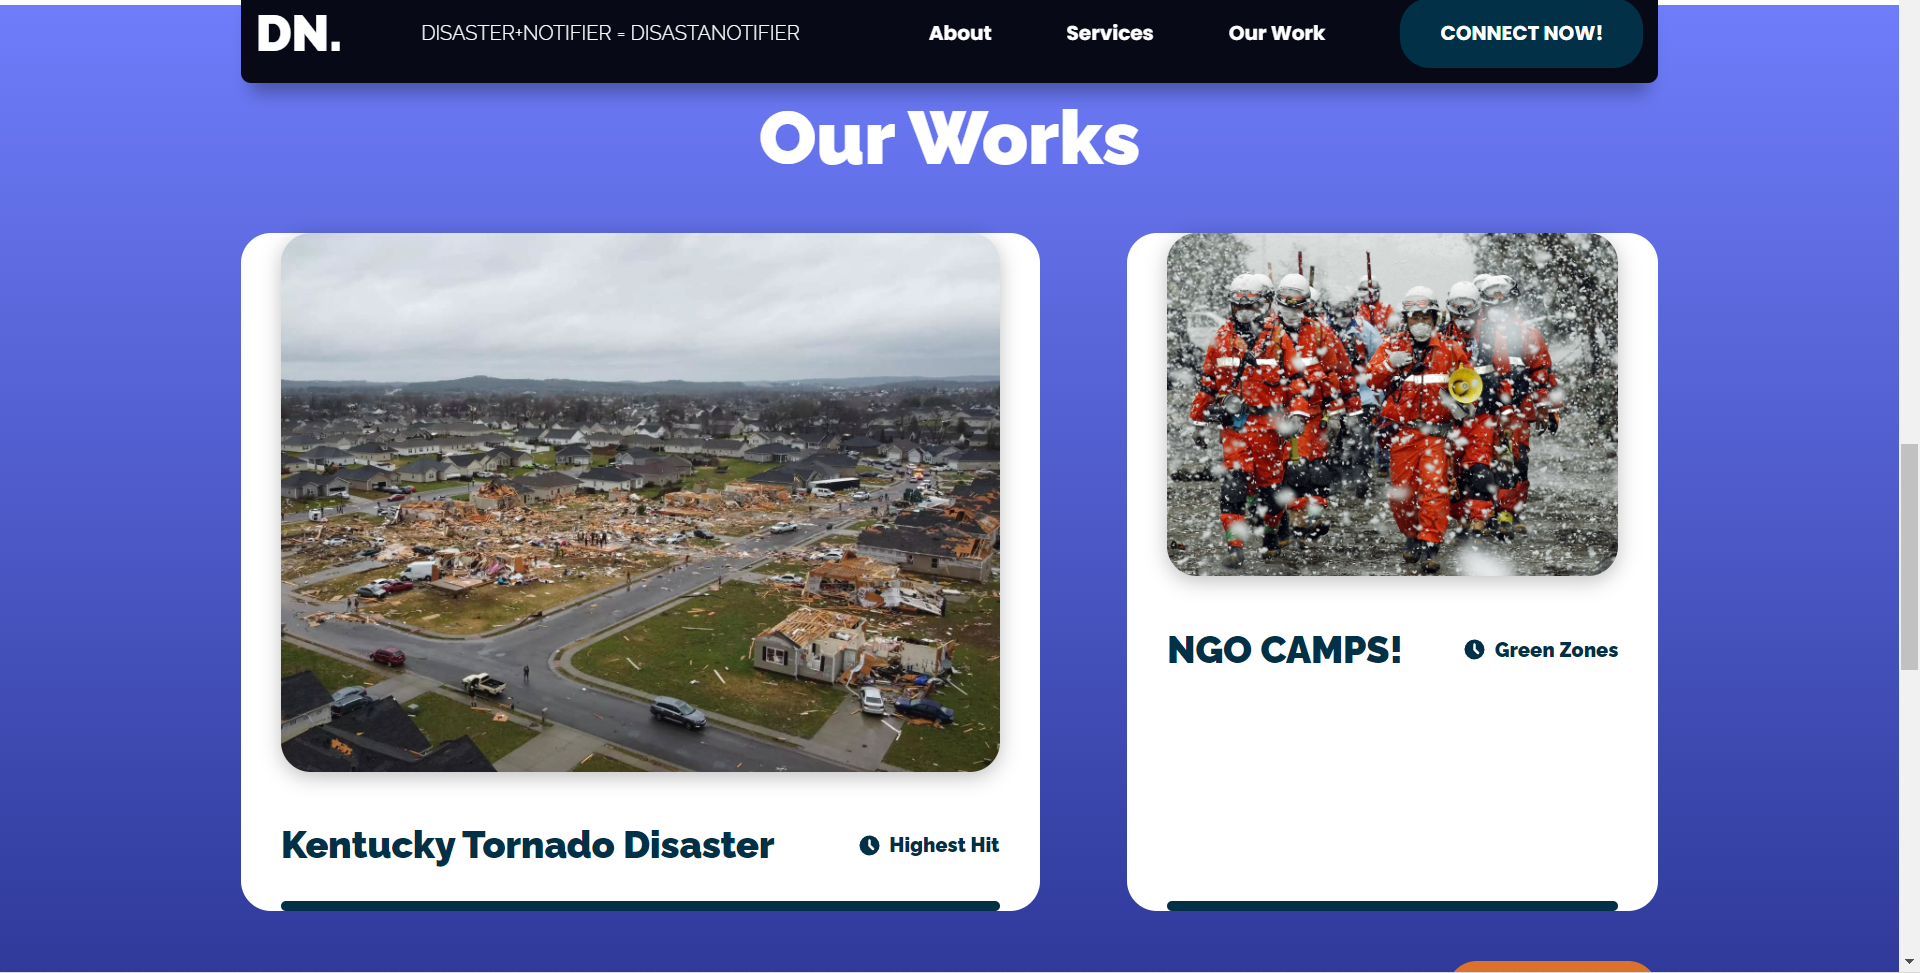 DN.
DISASTER+NOTIFIER = DISASTANOTIFIER
About
Services
Our Work
CONNECT NOW!
Our Works
Kentucky Tornado Disaster
Highest Hit
NGO CAMPS!
Green Zones